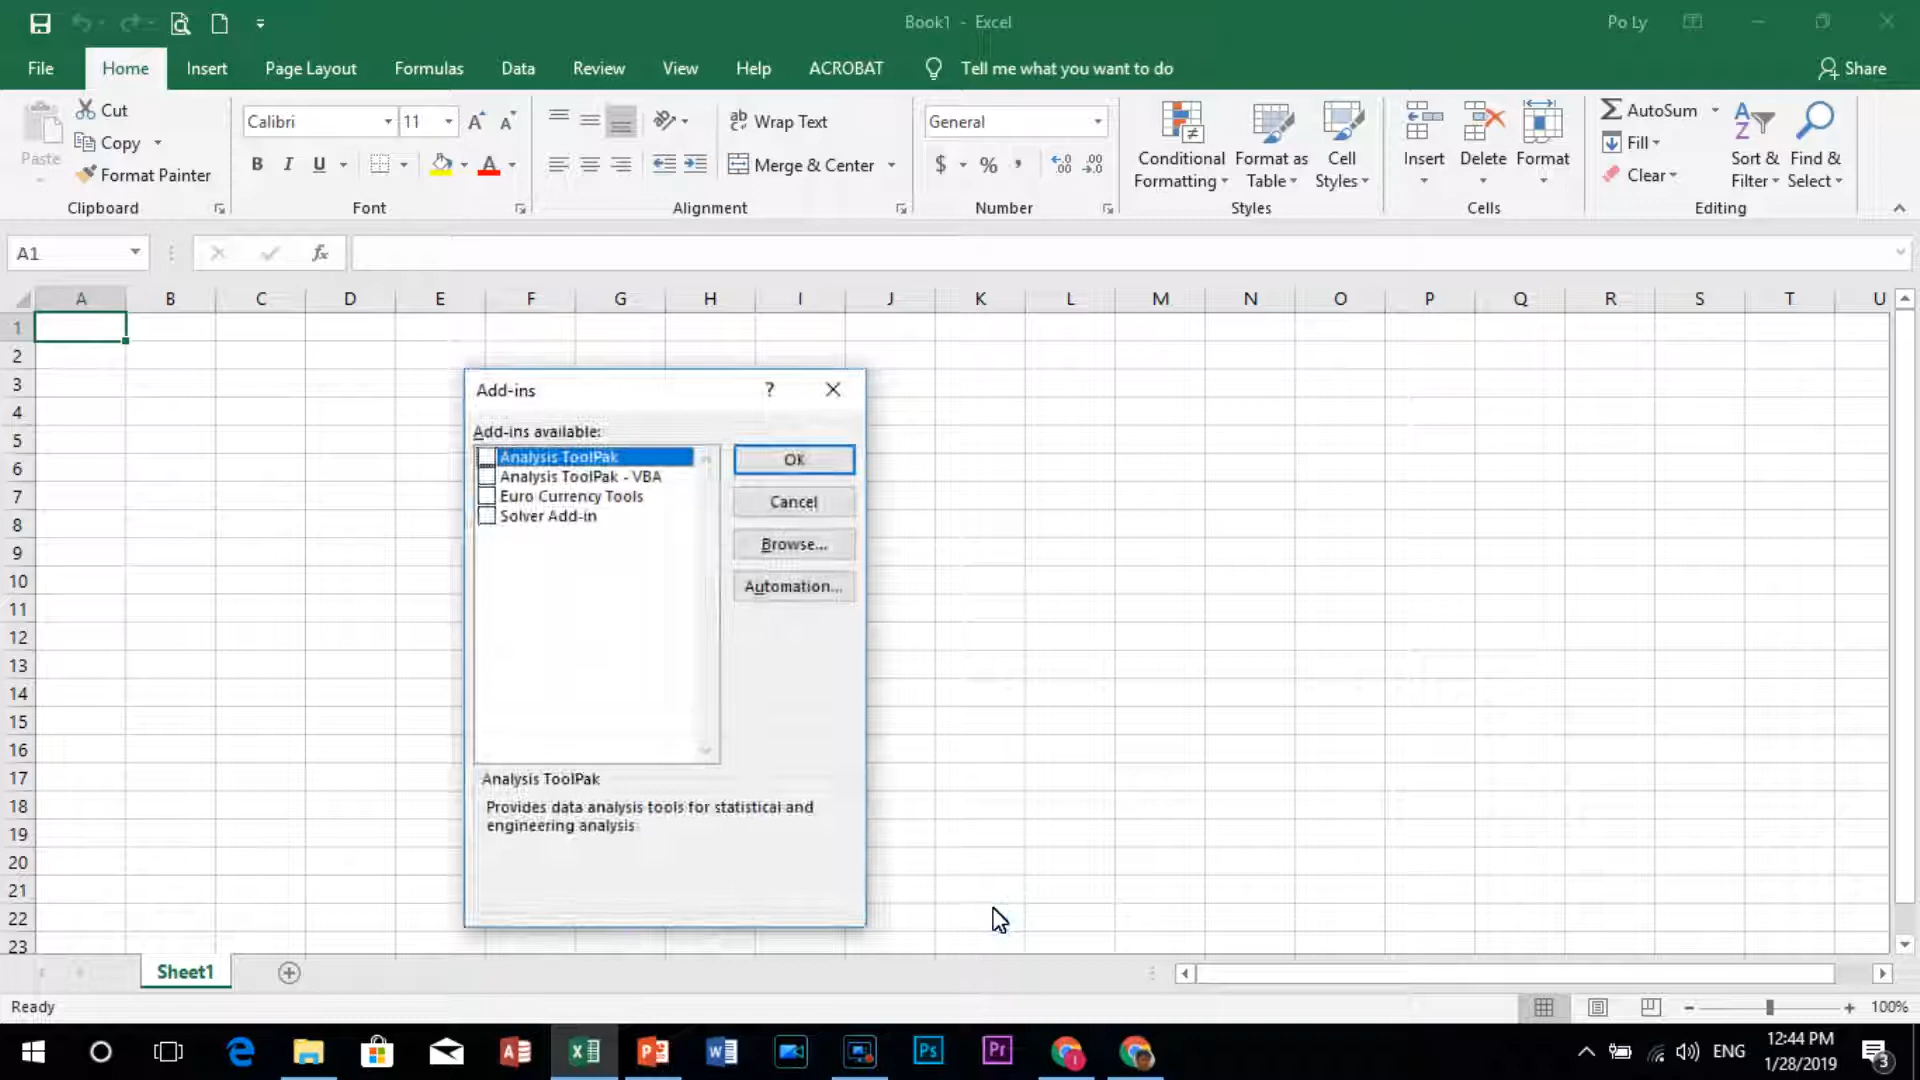 Book1 - Excel
Po Ly
File Home Insert Page Layout Formulas Data Review View Help ACROBAT Tell me what you want to do Share
Paste
Cut
Copy
Format Painter
Clipboard
Calibri 11
A A
B I U A
Font
ab Wrap Text
Merge & Center
Alignment
General
$ % ,
Number
Conditional Formatting
Format as Table
Cell Styles
Styles
Insert Delete Format
Cells
AutoSum
Fill
Clear
Sort & Filter
Find & Select
Editing
A1
fx
A B C D E F G H I J K L M N O P Q R S T U
1
2
3
4
5
6
7
8
9
10
11
12
13
14
15
16
17
18
19
20
21
22
23
Add-ins ?
Add-ins available:
Analysis ToolPak
Analysis ToolPak - VBA
Euro Currency Tools
Solver Add-in
OK
Cancel
Browse...
Automation...
Analysis ToolPak
Provides data analysis tools for statistical and
engineering analysis
Sheet1
Ready
100%
Ps
Pr
ENG
12:44 PM
1/28/2019
3